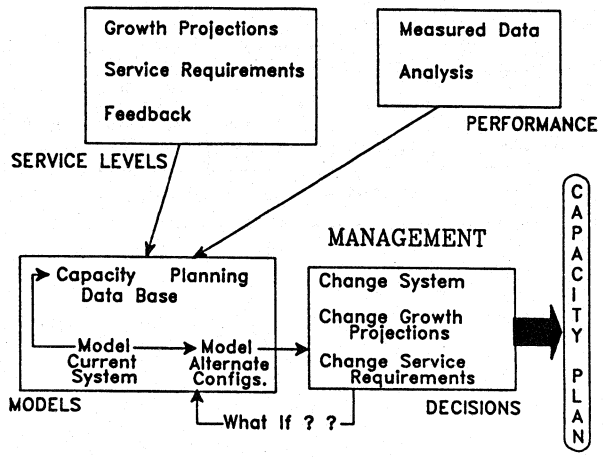 Growth Projections
Service Requirements
Feedback
SERVICE LEVELS
Measured Data
Analysis
PERFORMANCE
MANAGEMENT
Capacity Planning
Data Base
Model
Current
System
Model
Alternate
Configs.
MODELS
Change System
Change Growth
Projections
Change Service
Requirements
DECISIONS
What If ? ?
CAPACITY PLAN